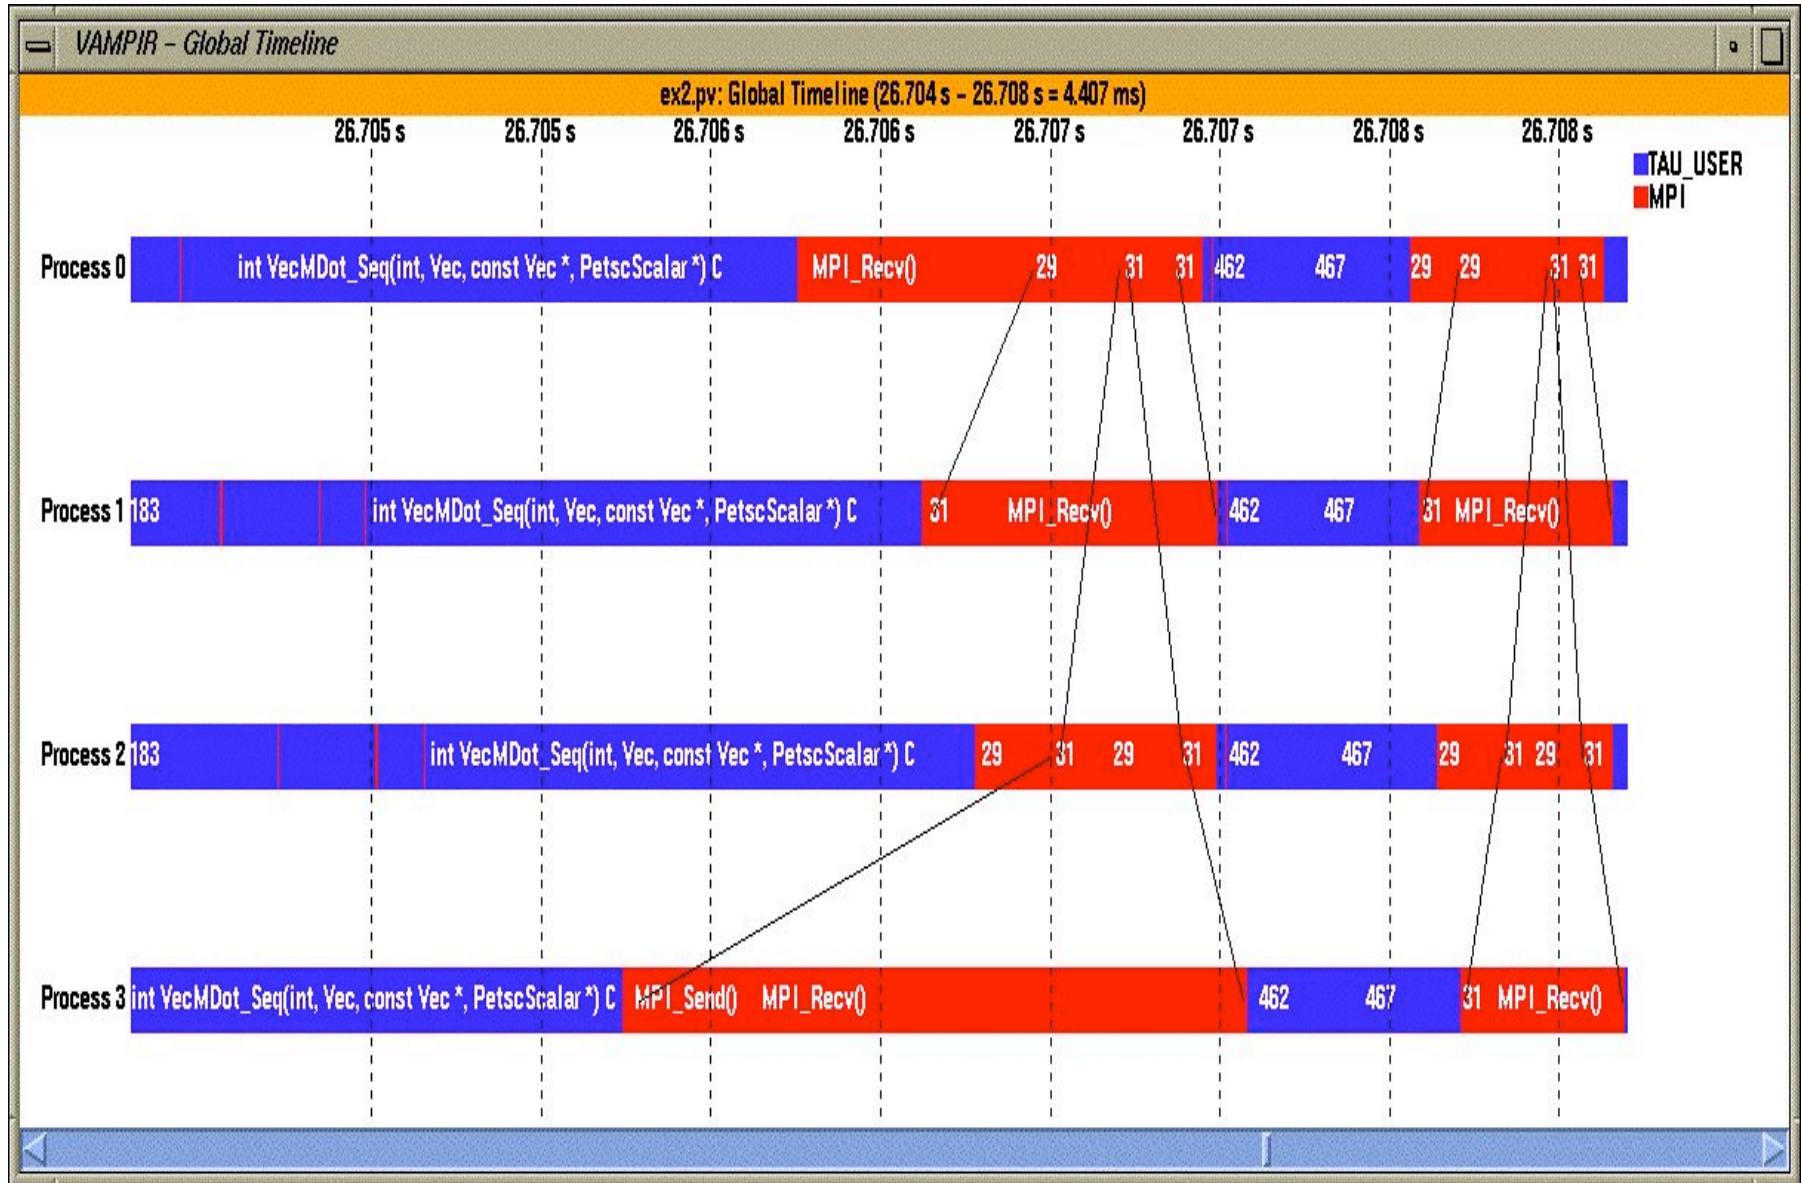 VAMPIR – Global Timeline
ex2.pv: Global Timeline (26.704 s – 26.708 s = 4.407 ms)
26.705 s 26.705 s 26.706 s 26.706 s 26.707 s 26.707 s 26.708 s 26.708 s
TAU_USER
MPI
Process 0 int VecMDot_Seq(int, Vec, const Vec *, PetscScalar *) C MPI_Recv() 29 31 31 462 467 29 29 31 31
Process 1 183 int VecMDot_Seq(int, Vec, const Vec *, PetscScalar *) C 31 MPI_Recv() 462 467 31 MPI_Recv()
Process 2 183 int VecMDot_Seq(int, Vec, const Vec *, PetscScalar *) C 29 31 29 31 462 467 29 31 29 31
Process 3 int VecMDot_Seq(int, Vec, const Vec *, PetscScalar *) C MPI_Send() MPI_Recv() 462 467 31 MPI_Recv()